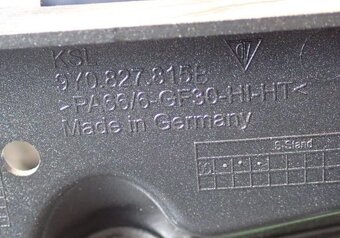 KSL
9Y0.827.815B
>PA66/6-GF30-HI-HT<
Made in Germany
S-Stand